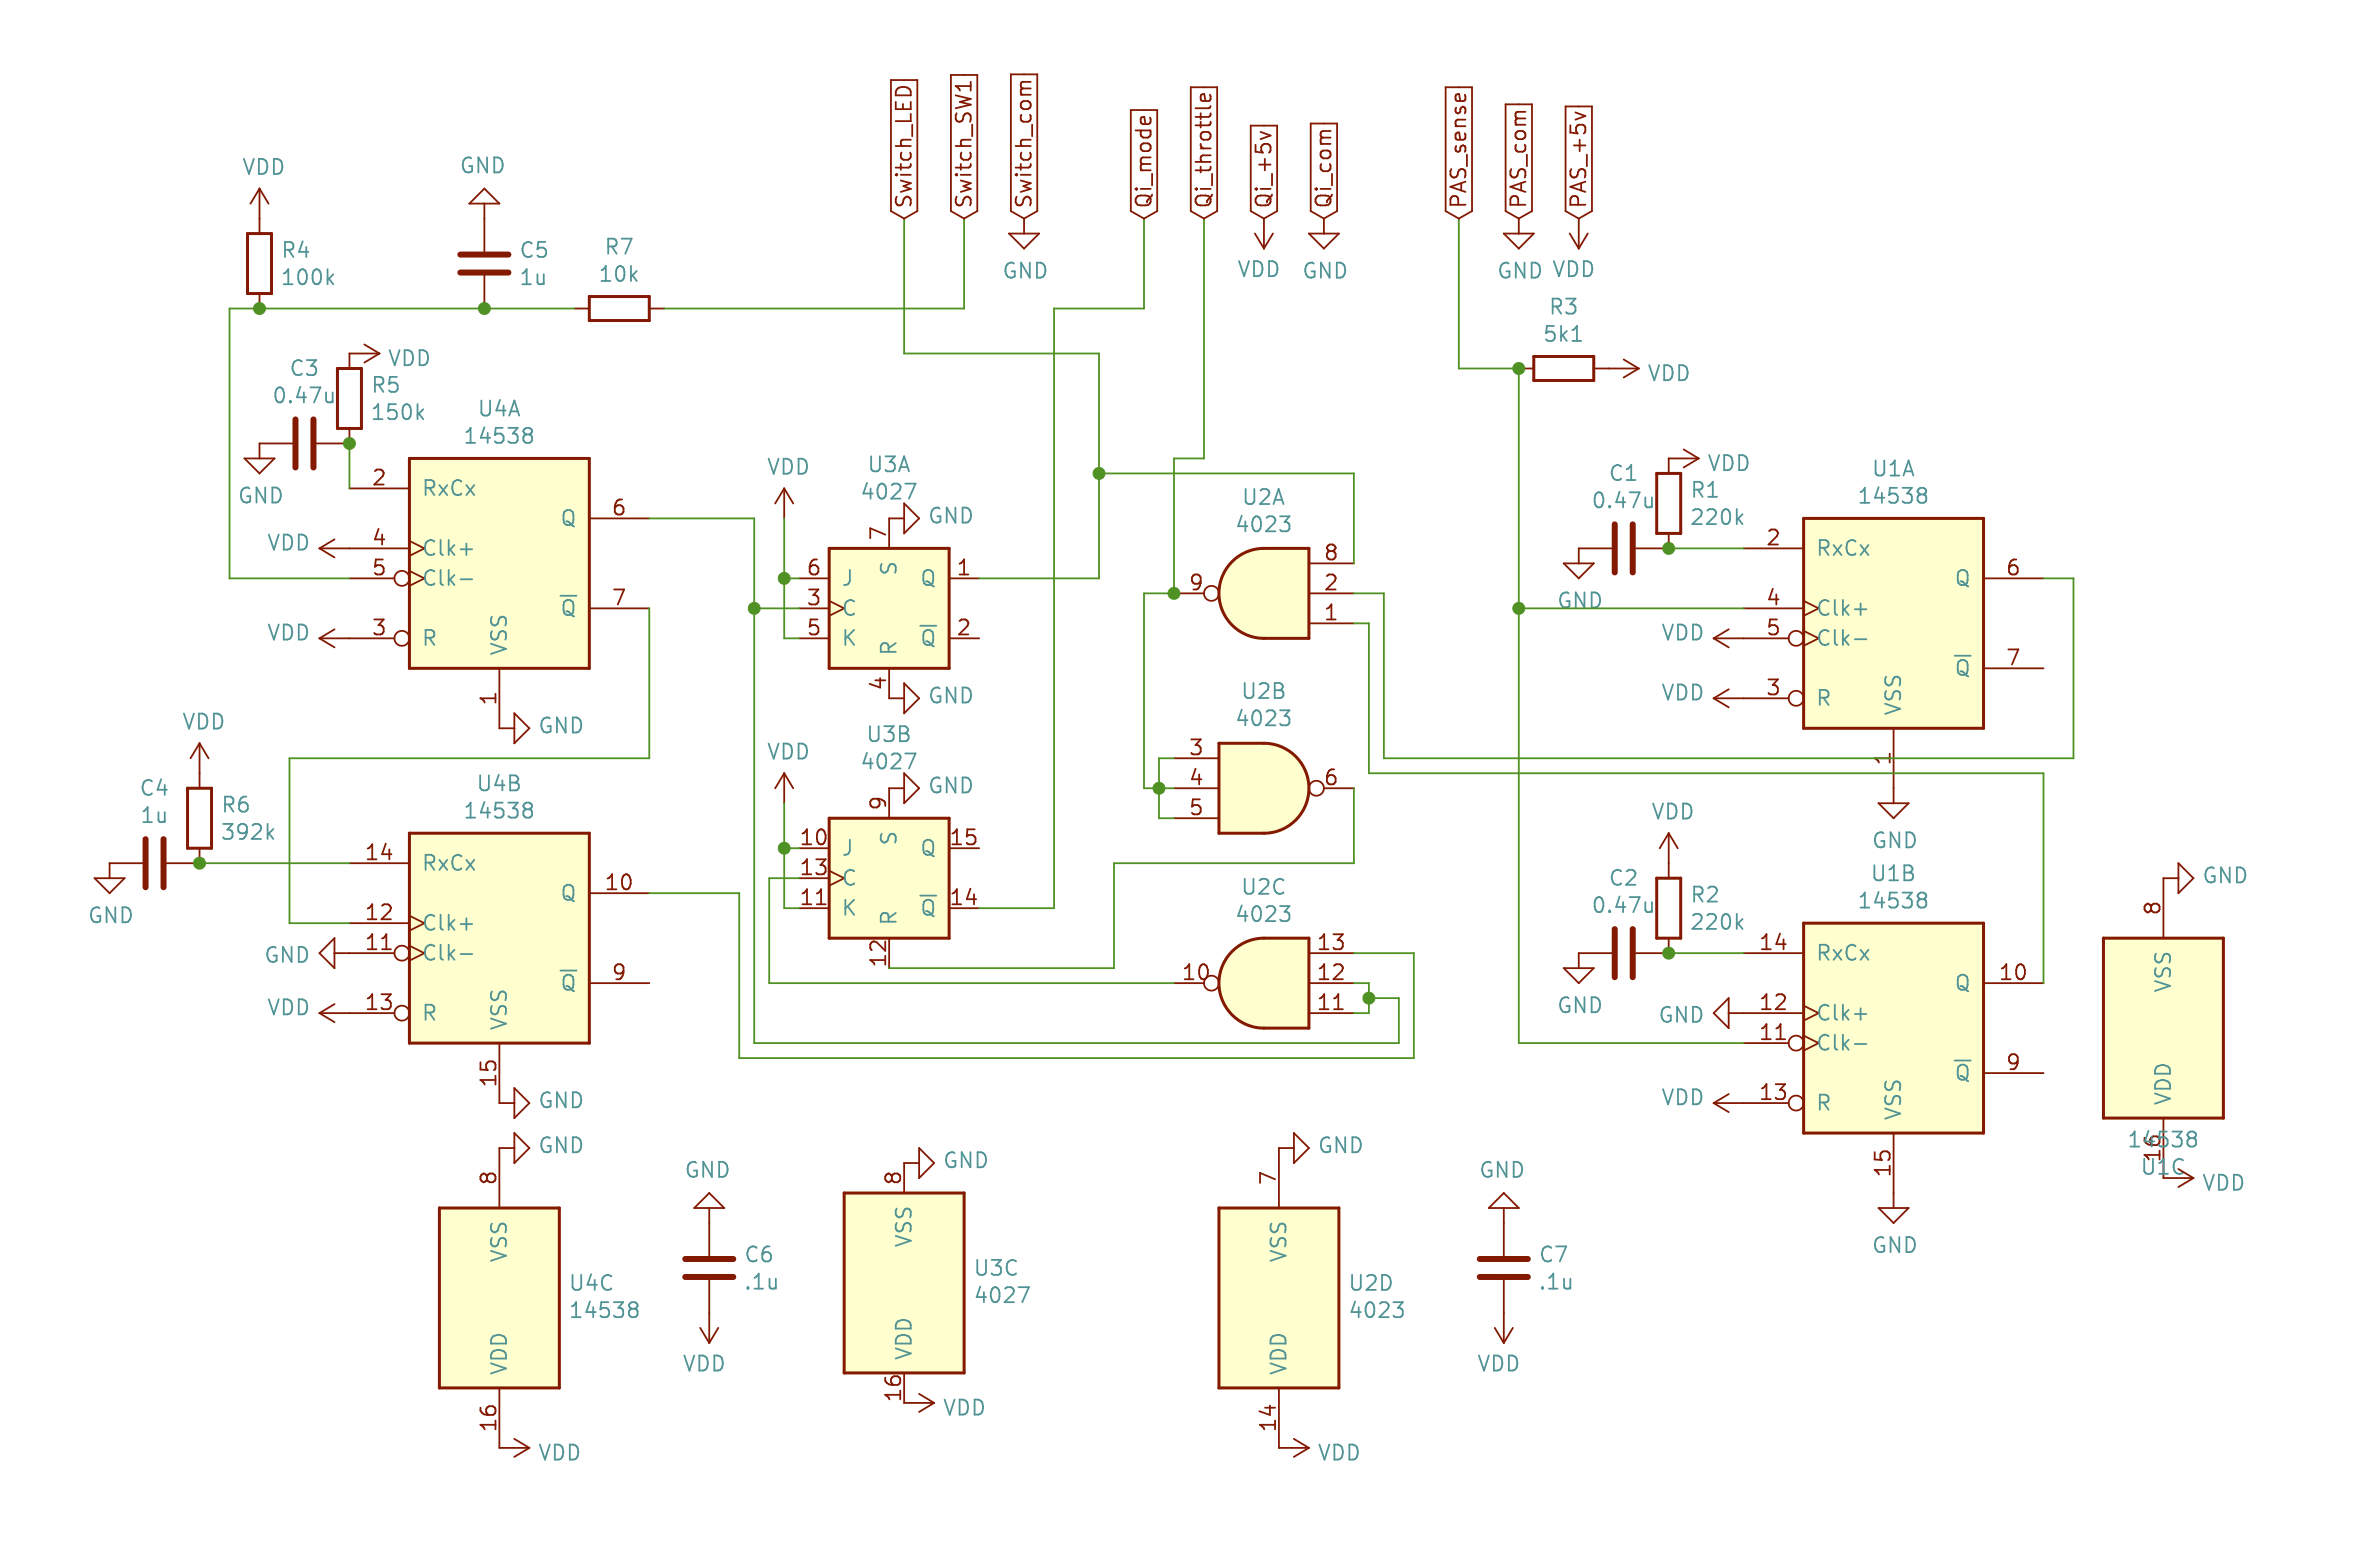 Switch_LED
Switch_SW1
Switch_com
Qi_mode
Qi_throttle
Qi_+5v
Qi_com
PAS_sense
PAS_com
PAS_+5v
VDD
GND
R4
100k
C5
1u
R7
10k
GND
VDD
GND
GND
VDD
R3
5k1
VDD
VDD
C3
0.47u
R5
150k
GND
U4A
14538
2
RxCx
VDD
4
Clk+
5
Clk-
VDD
3
R
Q
6
Q
7
VSS
1
GND
VDD
U3A
4027
GND
7
S
6
J
3
C
5
K
Q
1
Q
2
R
4
GND
U2A
4023
9
8
2
1
C1
0.47u
VDD
R1
220k
GND
U1A
14538
2
RxCx
4
Clk+
VDD
5
Clk-
VDD
3
R
Q
6
Q
7
VSS
1
GND
VDD
C4
1u
R6
392k
GND
U4B
14538
14
RxCx
12
Clk+
GND
11
Clk-
VDD
13
R
Q
10
Q
9
VSS
15
GND
VDD
U3B
4027
GND
9
S
10
J
13
C
11
K
Q
15
Q
14
R
12
U2B
4023
3
4
5
6
U2C
4023
10
13
12
11
VDD
C2
0.47u
R2
220k
GND
U1B
14538
14
RxCx
GND
12
Clk+
11
Clk-
VDD
13
R
Q
10
Q
9
VSS
15
GND
GND
8
VSS
VDD
14538
16
U1C
VDD
GND
8
VSS
VDD
U4C
14538
16
VDD
GND
C6
.1u
VDD
GND
8
VSS
VDD
U3C
4027
16
VDD
GND
7
VSS
VDD
U2D
4023
14
VDD
GND
C7
.1u
VDD